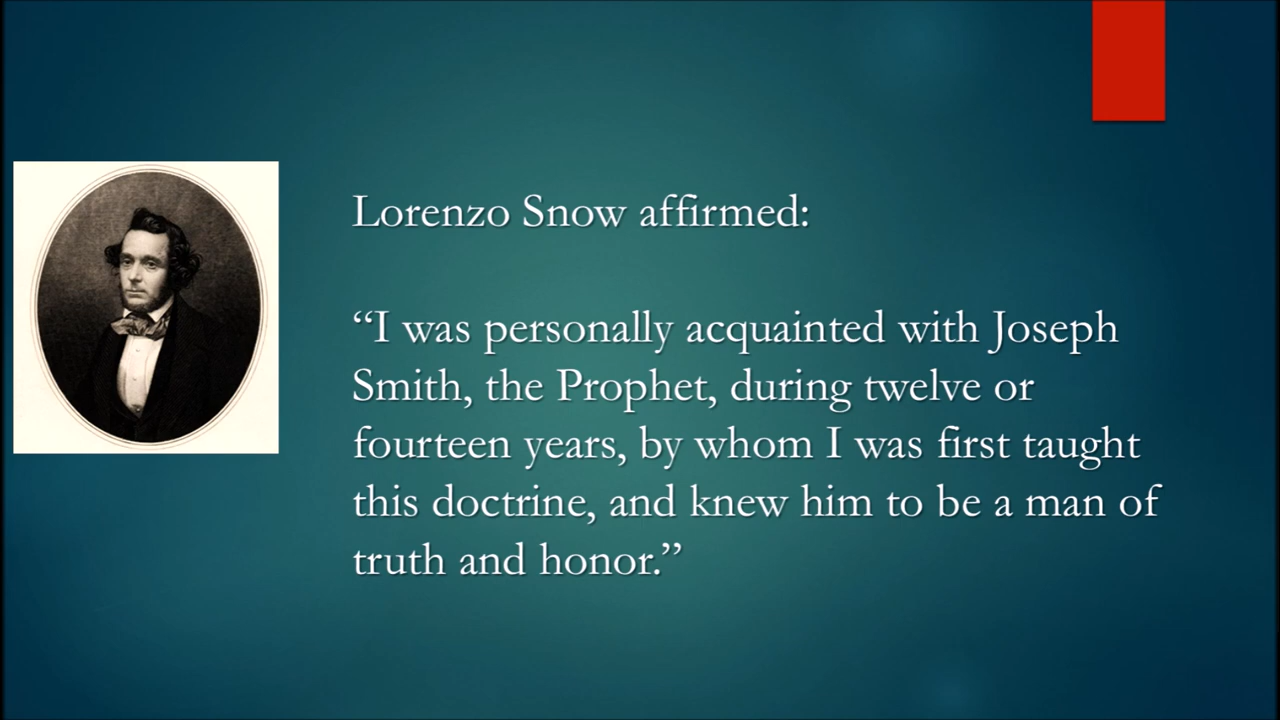 Lorenzo Snow affirmed:
“I was personally acquainted with Joseph
Smith, the Prophet, during twelve or
fourteen years, by whom I was first taught
this doctrine, and knew him to be a man of
truth and honor.”